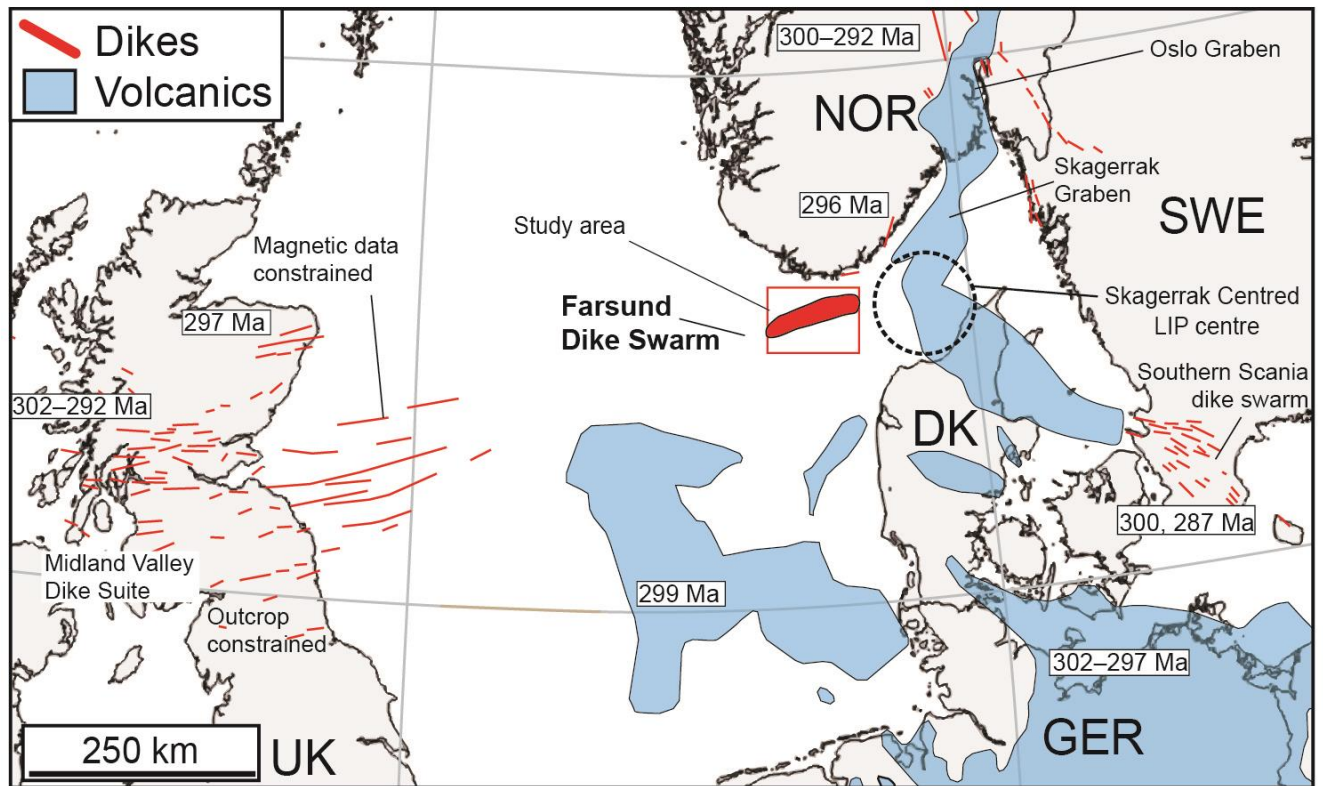 Dikes
Volcanics
300–292 Ma
Oslo Graben
NOR
Skagerrak
Graben
296 Ma
SWE
Study area
Magnetic data
constrained
Farsund
Dike Swarm
Skagerrak Centred
LIP centre
297 Ma
Southern Scania
dike swarm
302–292 Ma
DK
300, 287 Ma
Midland Valley
Dike Suite
299 Ma
Outcrop
constrained
302–297 Ma
250 km
UK
GER